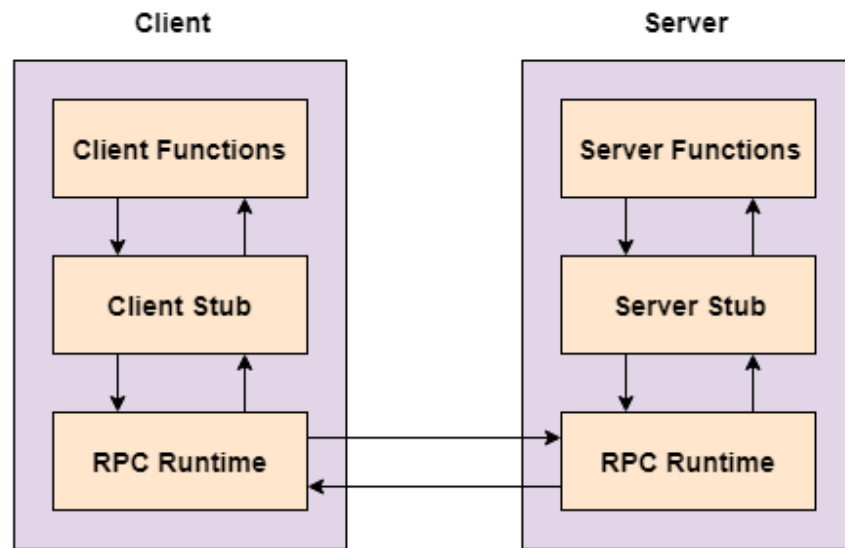 Client
Server
Client Functions
Server Functions
Client Stub
Server Stub
RPC Runtime
RPC Runtime